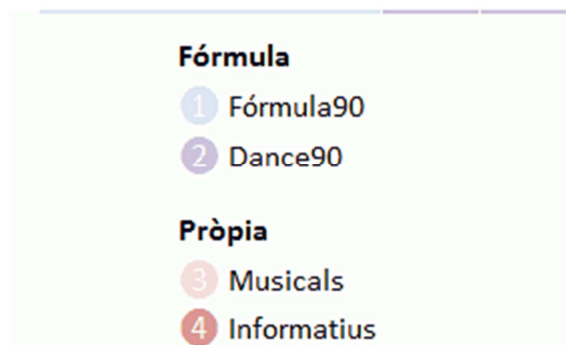 Fórmula
1 Fórmula90
2 Dance90
Pròpia
3 Musicals
4 Informatius